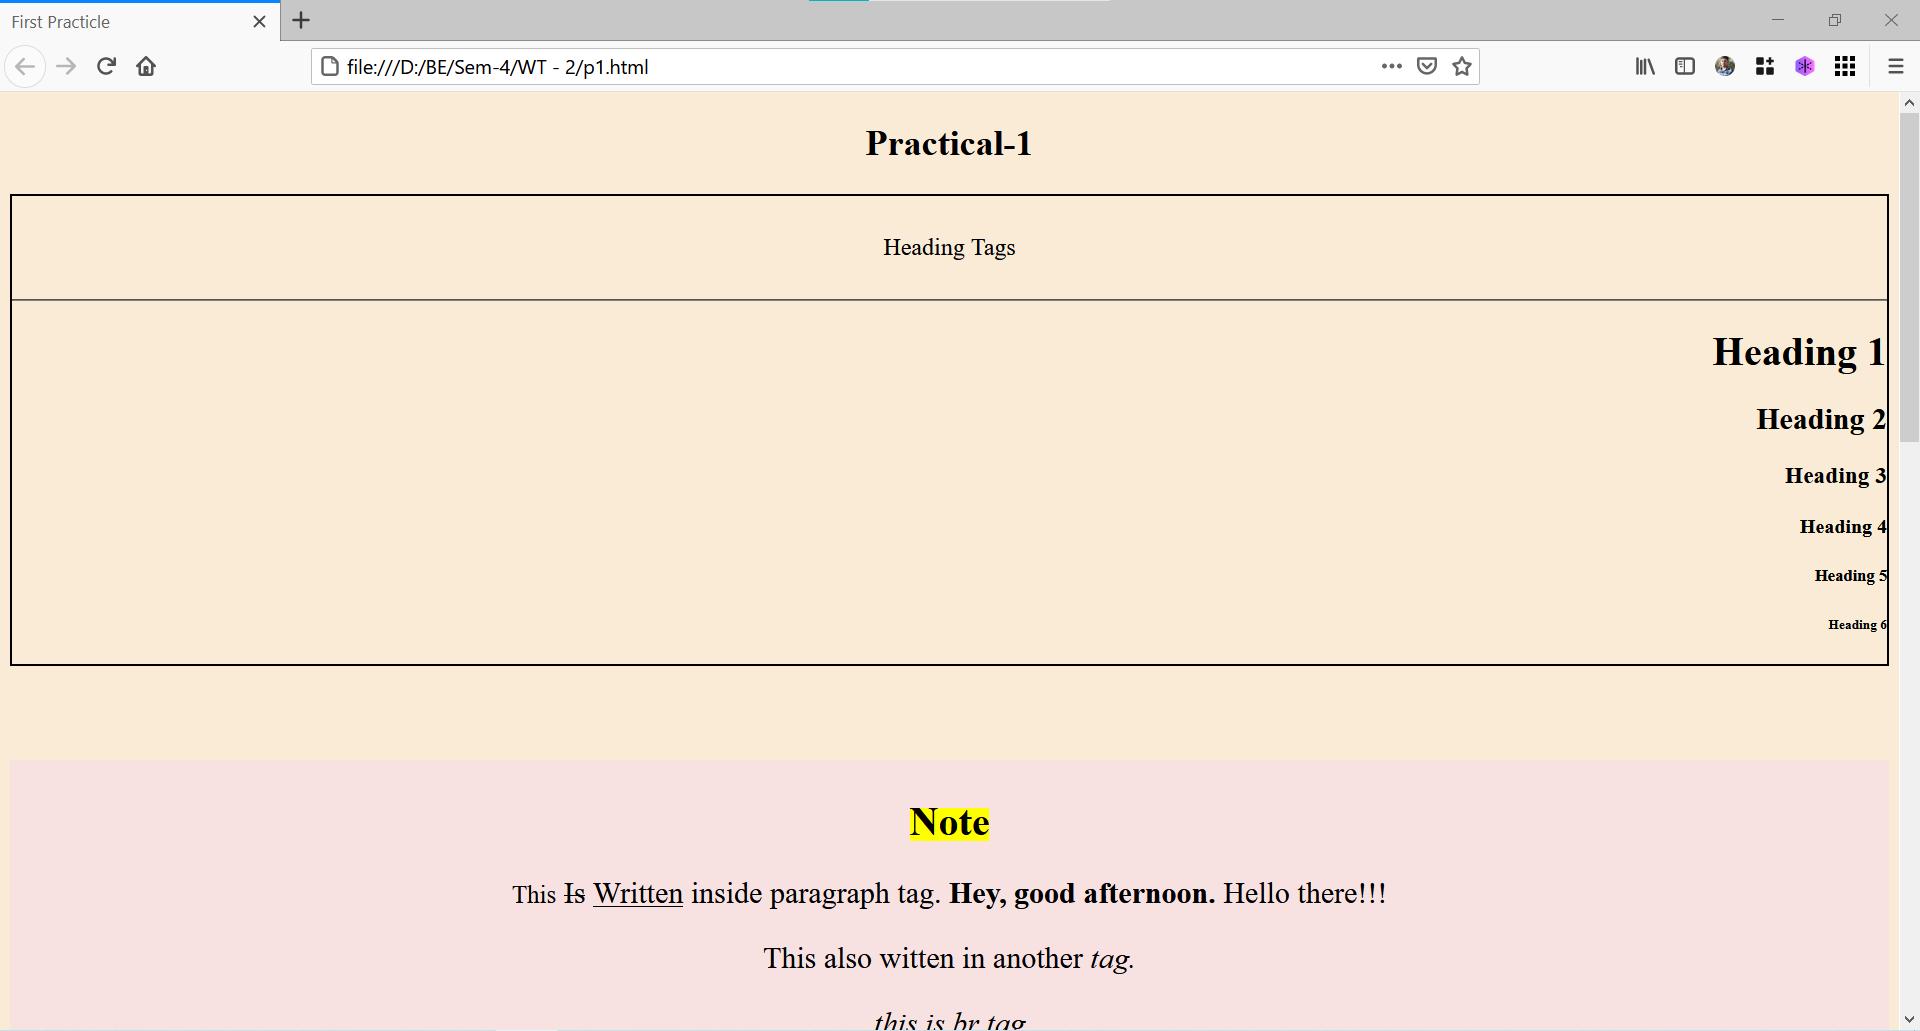 First Practicle
file:///D:/BE/Sem-4/WT - 2/p1.html
Practical-1
Heading Tags
Heading 1
Heading 2
Heading 3
Heading 4
Heading 5
Heading 6
Note
This Is Written inside paragraph tag. Hey, good afternoon. Hello there!!!
This also witten in another tag.
this is br tag